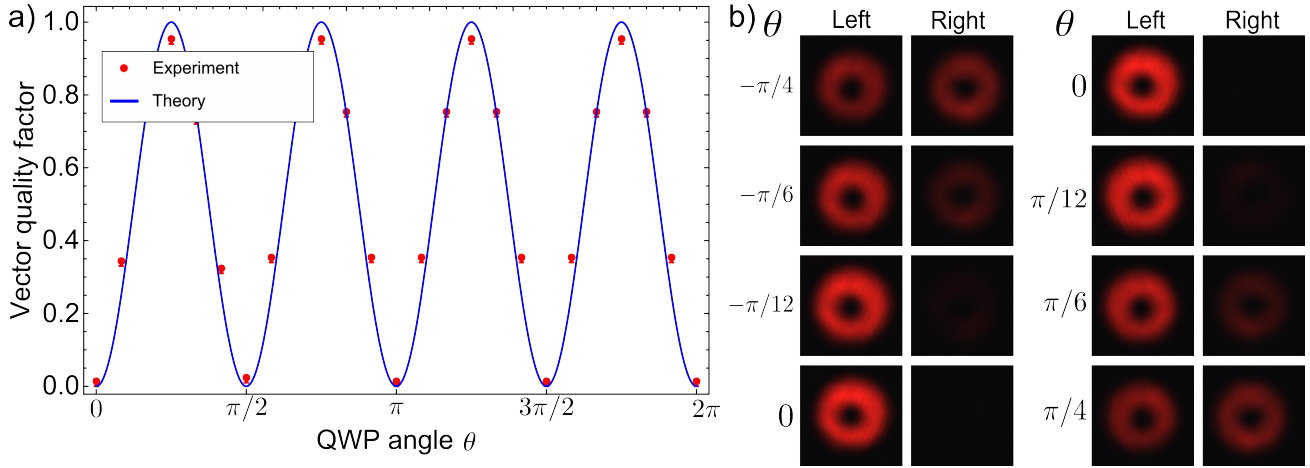 a)
1.0
0.8
0.6
0.4
0.2
0.0
Vector quality factor
Experiment
Theory
0 π/2 π 3π/2 2π
QWP angle θ
b) θ Left Right
−π/4
−π/6
−π/12
0
θ Left Right
0
π/12
π/6
π/4